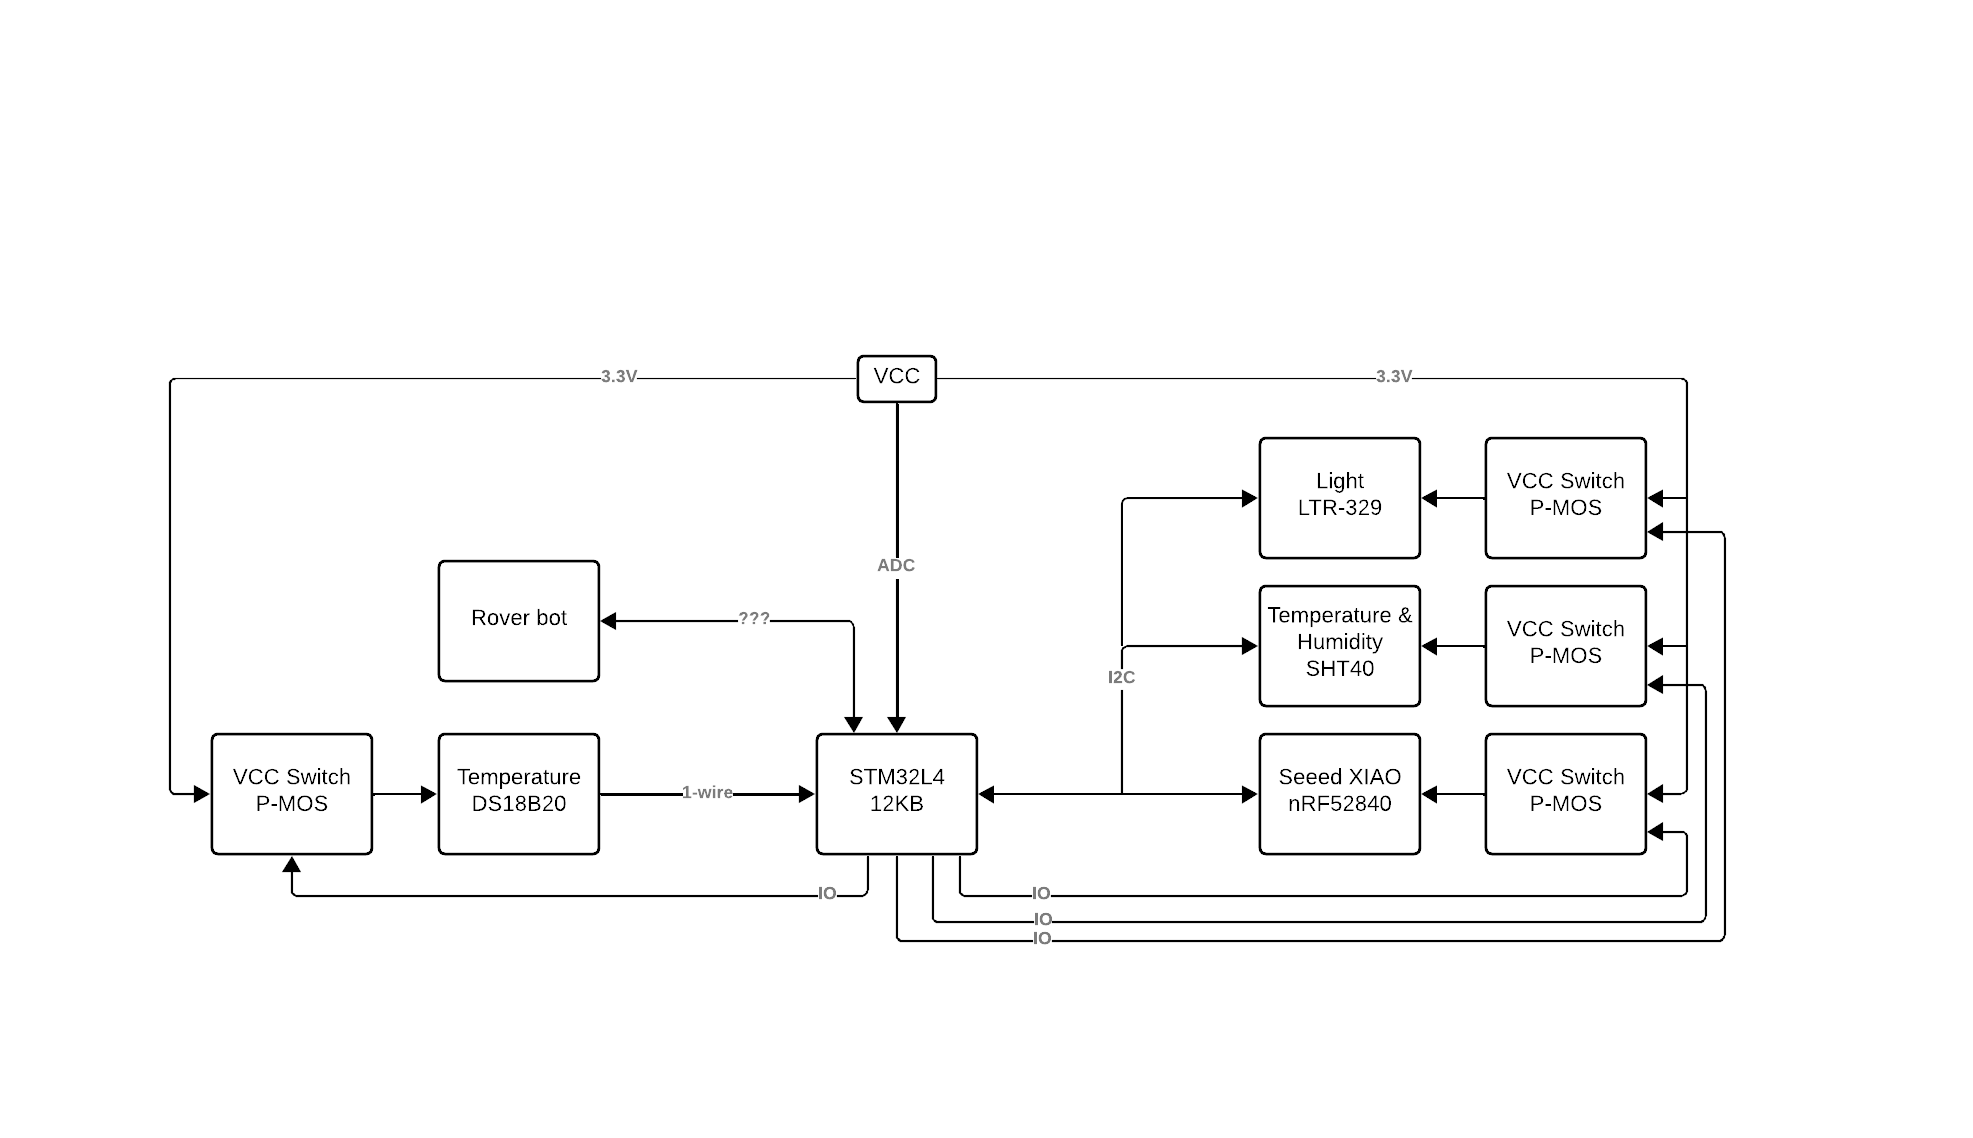 VCC
3.3V
3.3V
Light
LTR-329
VCC Switch
P-MOS
ADC
Rover bot
???
Temperature &
Humidity
SHT40
VCC Switch
P-MOS
I2C
VCC Switch
P-MOS
Temperature
DS18B20
1-wire
STM32L4
12KB
Seeed XIAO
nRF52840
VCC Switch
P-MOS
IO
IO
IO
IO